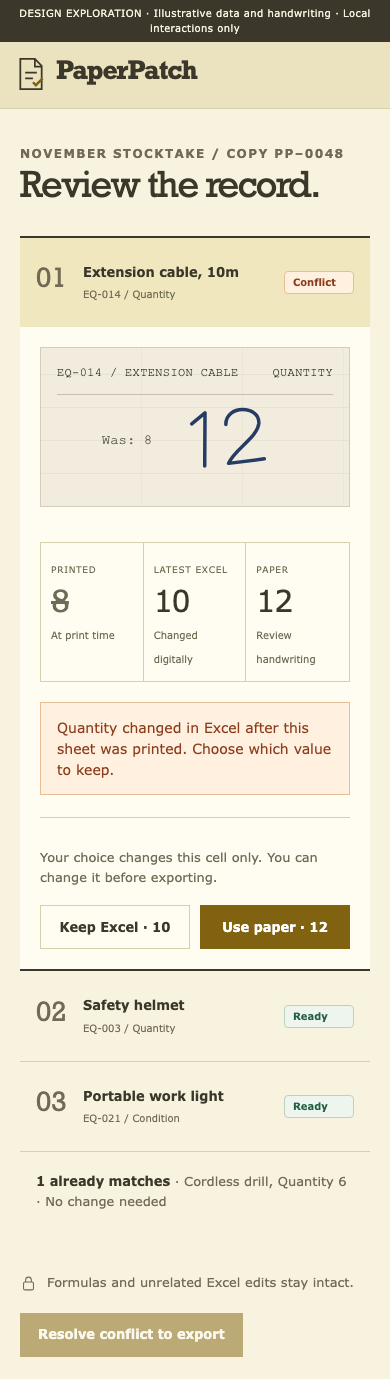 DESIGN EXPLORATION · Illustrative data and handwriting · Local
interactions only
PaperPatch
NOVEMBER STOCKTAKE / COPY PP–0048
Review the record.
01
Extension cable, 10m
EQ-014 / Quantity
Conflict
EQ-014 / EXTENSION CABLE QUANTITY
Was: 8 12
PRINTED
8
At print time
LATEST EXCEL
10
Changed
digitally
PAPER
12
Review
handwriting
Quantity changed in Excel after this
sheet was printed. Choose which value
to keep.
Your choice changes this cell only. You can
change it before exporting.
Keep Excel · 10
Use paper · 12
02
Safety helmet
EQ-003 / Quantity
Ready
03
Portable work light
EQ-021 / Condition
Ready
1 already matches · Cordless drill, Quantity 6
· No change needed
Formulas and unrelated Excel edits stay intact.
Resolve conflict to export